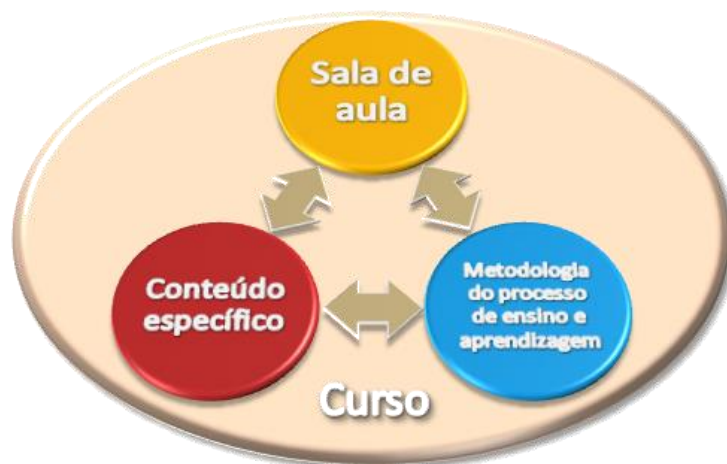 Sala de
aula
Conteúdo
específico
Metodologia
do processo
de ensino e
aprendizagem
Curso